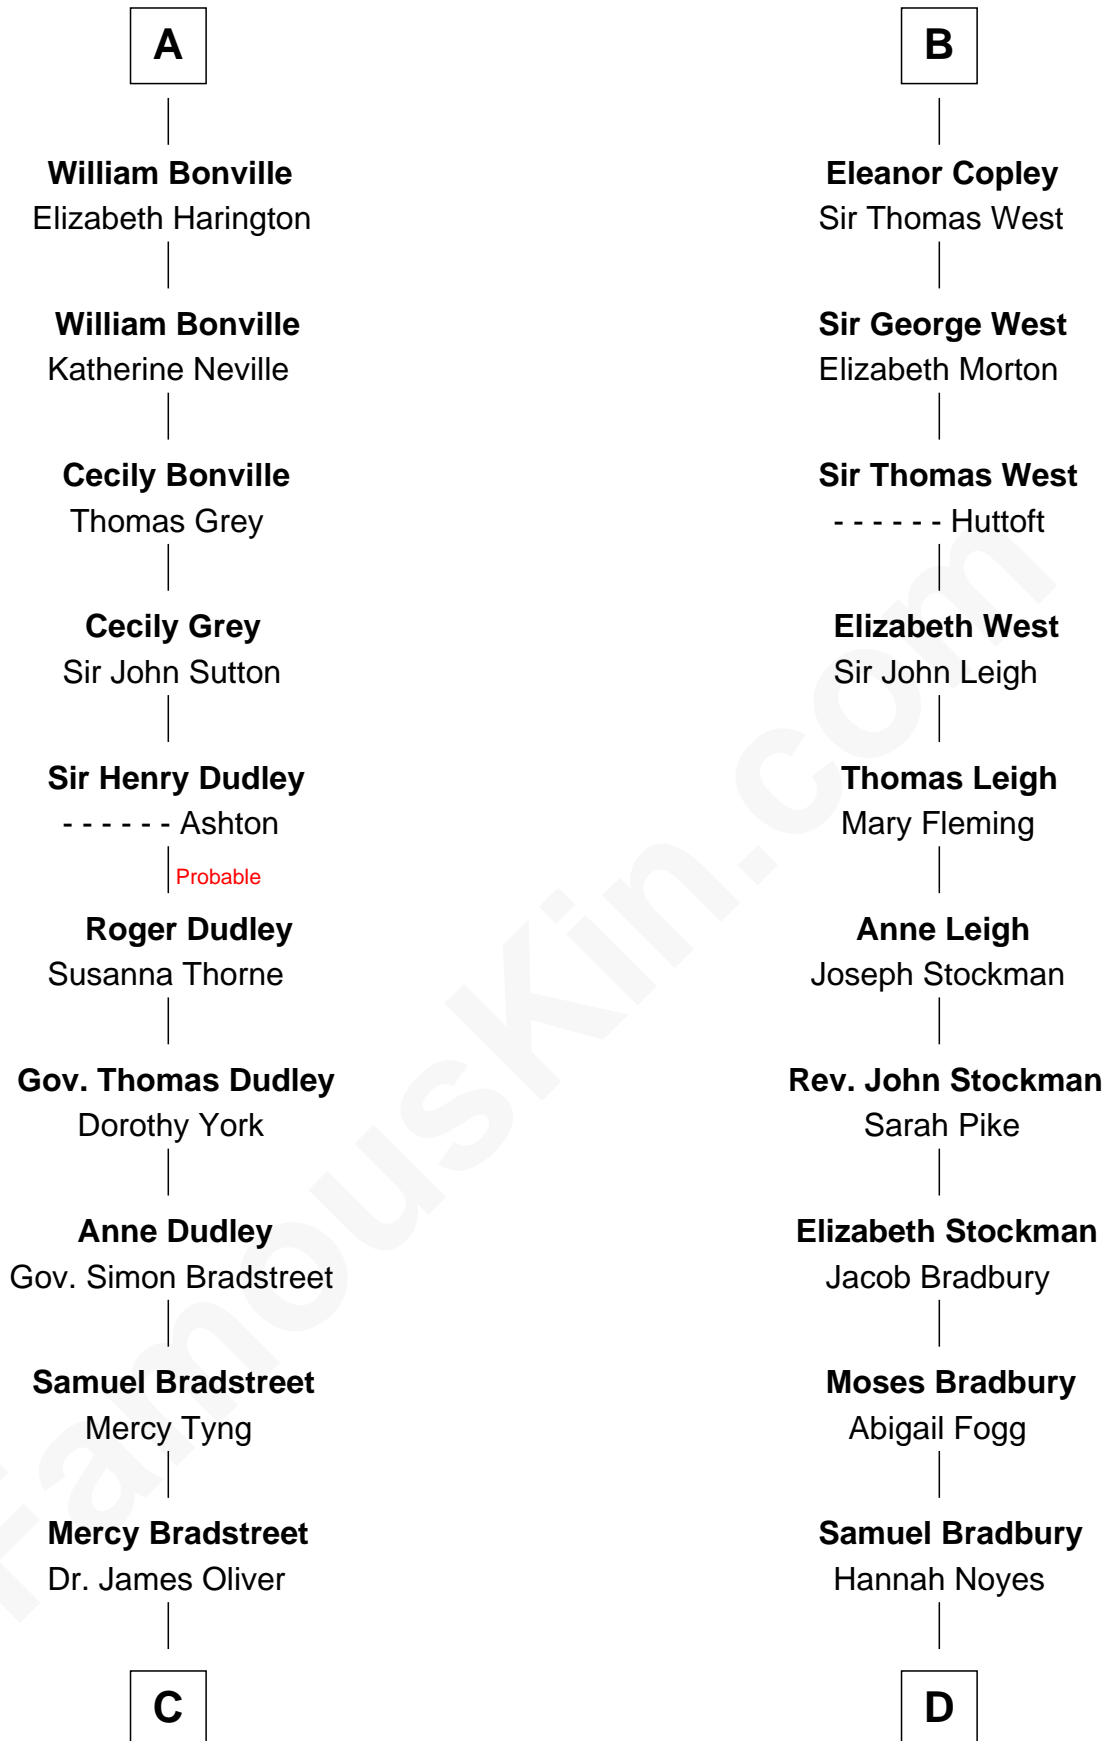 A
William Bonville
Elizabeth Harington
William Bonville
Katherine Neville
Cecily Bonville
Thomas Grey
Cecily Grey
Sir John Sutton
Sir Henry Dudley
- - - - - - Ashton
Probable
Roger Dudley
Susanna Thorne
Gov. Thomas Dudley
Dorothy York
Anne Dudley
Gov. Simon Bradstreet
Samuel Bradstreet
Mercy Tyng
Mercy Bradstreet
Dr. James Oliver
C
B
Eleanor Copley
Sir Thomas West
Sir George West
Elizabeth Morton
Sir Thomas West
- - - - - - Huttoft
Elizabeth West
Sir John Leigh
Thomas Leigh
Mary Fleming
Anne Leigh
Joseph Stockman
Rev. John Stockman
Sarah Pike
Elizabeth Stockman
Jacob Bradbury
Moses Bradbury
Abigail Fogg
Samuel Bradbury
Hannah Noyes
D
FamousKin.com